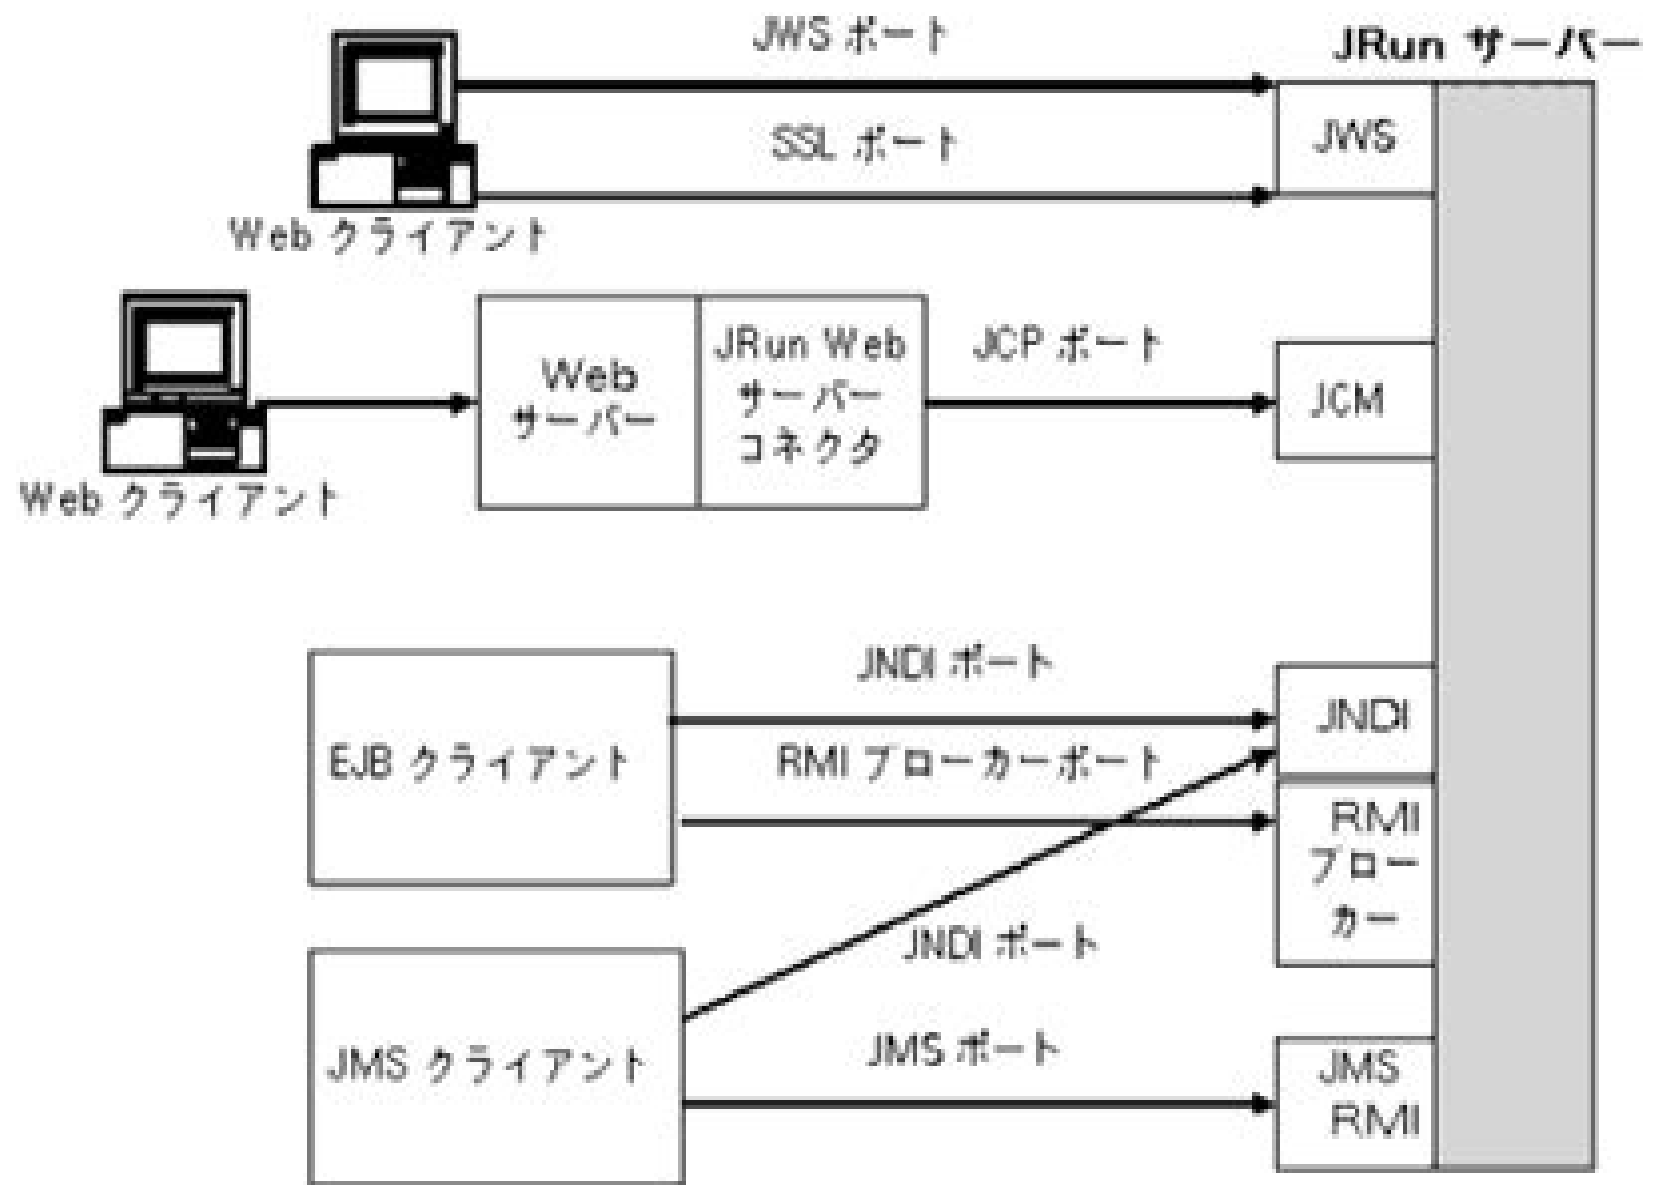 JWS ポート
JRun サーバー
SSL ポート
JWS
Web クライアント
Web
サーバー
JRun Web
サーバー
コネクタ
JCP ポート
JCM
Web クライアント
JNDI ポート
JNDI
EJB クライアント
RMI ブローカーポート
RMI
ブロー
カー
JNDI ポート
JMS クライアント
JMS ポート
JMS
RMI